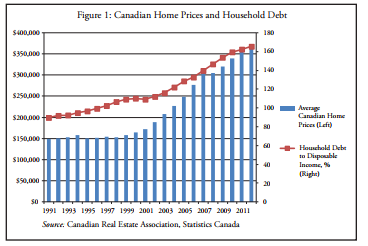 Figure 1: Canadian Home Prices and Household Debt
$400,000
$350,000
$300,000
$250,000
$200,000
$150,000
$100,000
$50,000
$0
180
160
140
120
100
80
60
40
20
0
Average
Canadian Home
Prices (Left)
Household Debt
to Disposable
Income, %
(Right)
1991 1993 1995 1997 1999 2001 2003 2005 2007 2009 2011
Source: Canadian Real Estate Association, Statistics Canada